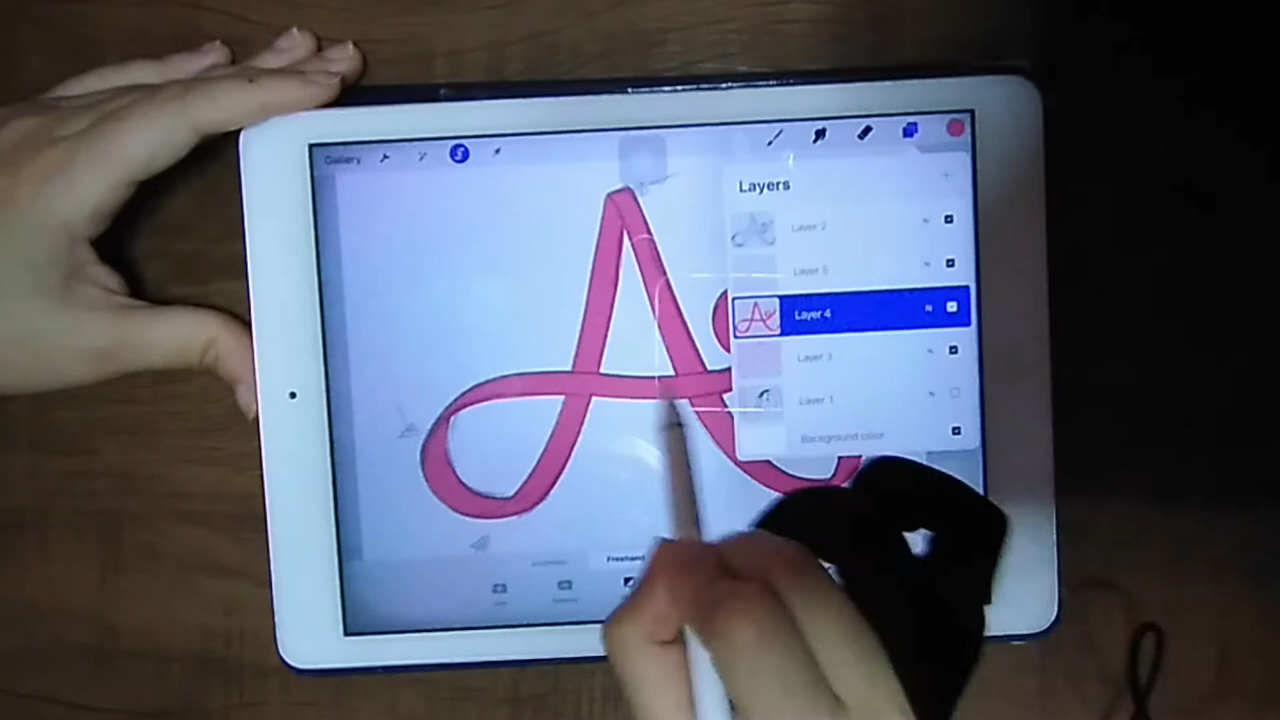 Gallery
Layers
Layer 2
Layer 5
Layer 4
Layer 3
Layer 1
Background color
Freehand